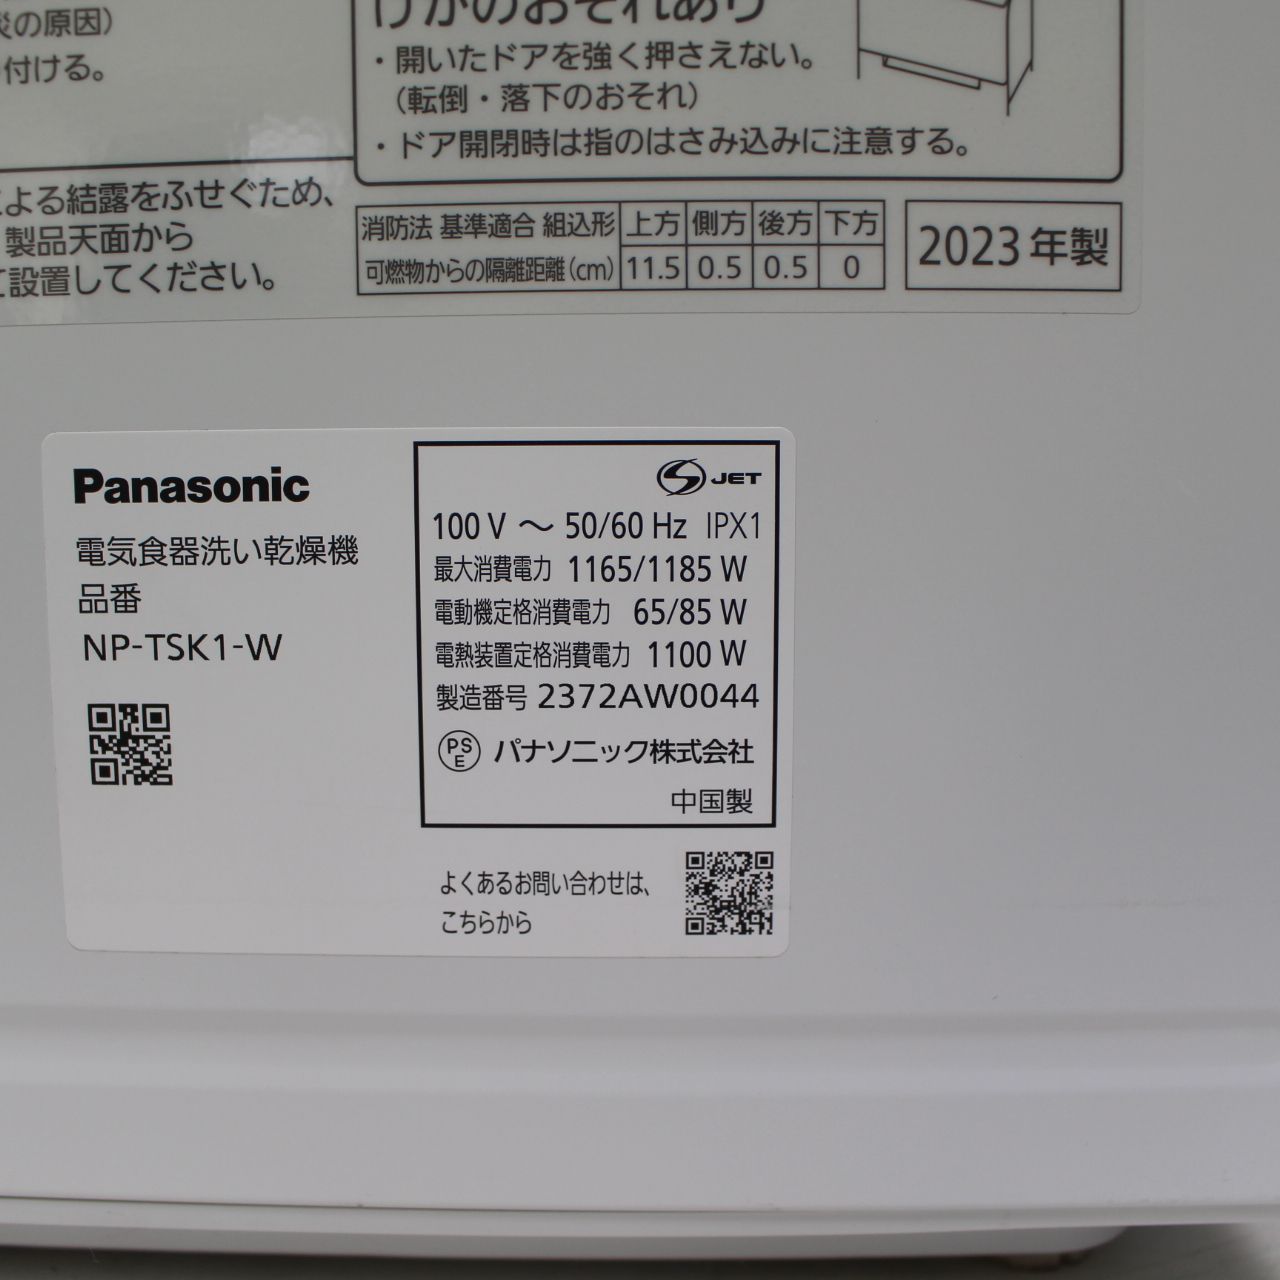 の原因)
付ける。
よる結露をふせぐため、
製品天面から
設置してください。
けがのおそれあり
・開いたドアを強く押さえない。
(転倒・落下のおそれ)
・ドア開閉時は指のはさみ込みに注意する。
消防法 基準適合 組込形 上方 側方 後方 下方
可燃物からの隔離距離(cm) 11.5 0.5 0.5 0
2023年製
Panasonic
電気食器洗い乾燥機
品番
NP-TSK1-W
S JET
100 V ～ 50/60 Hz IPX1
最大消費電力 1165/1185 W
電動機定格消費電力 65/85 W
電熱装置定格消費電力 1100 W
製造番号 2372AW0044
PSE パナソニック株式会社
中国製
よくあるお問い合わせは、
こちらから